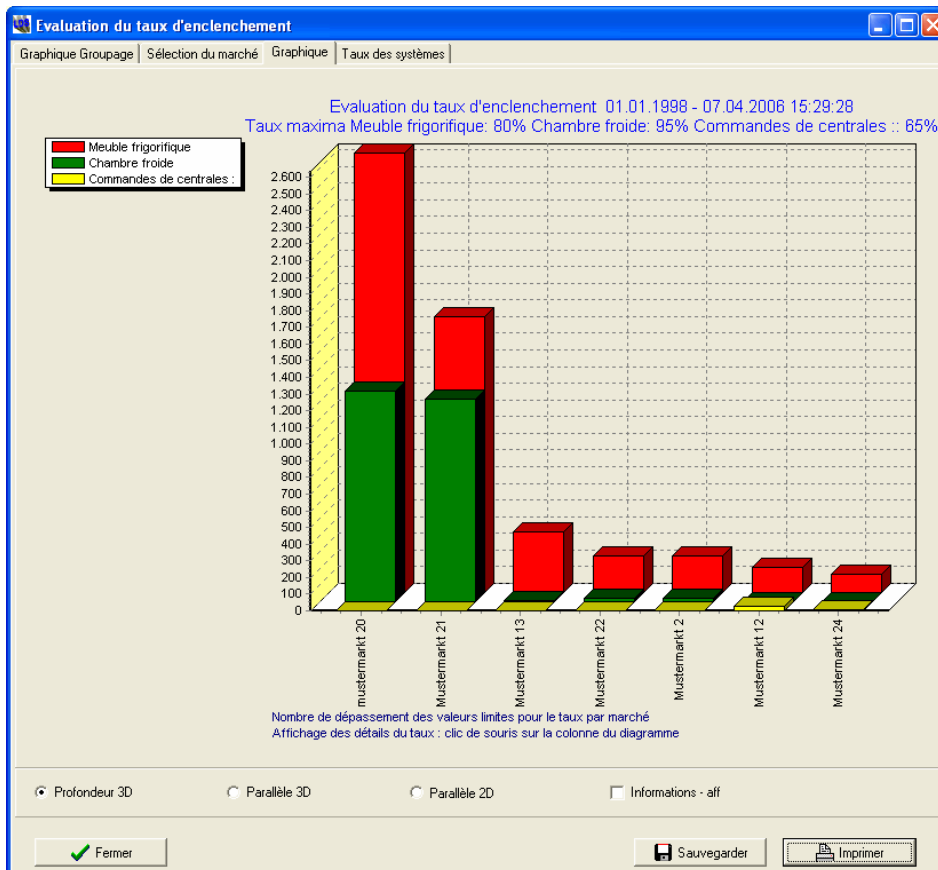 Evaluation du taux d'enclenchement
Graphique Groupage
Sélection du marché
Graphique
Taux des systèmes
Evaluation du taux d'enclenchement 01.01.1998 - 07.04.2006 15:29:28
Taux maxima Meuble frigorifique: 80% Chambre froide: 95% Commandes de centrales :: 65%
Meuble frigorifique
Chambre froide
Commandes de centrales :
2.600
2.500
2.400
2.300
2.200
2.100
2.000
1.900
1.800
1.700
1.600
1.500
1.400
1.300
1.200
1.100
1.000
900
800
700
600
500
400
300
200
100
0
mustermarkt 20
Mustermarkt 21
Mustermarkt 13
Mustermarkt 22
Mustermarkt 2
Mustermarkt 12
Mustermarkt 24
Nombre de dépassement des valeurs limites pour le taux par marché
Affichage des détails du taux : clic de souris sur la colonne du diagramme
Profondeur 3D
Parallèle 3D
Parallèle 2D
Informations - aff
Fermer
Sauvegarder
Imprimer